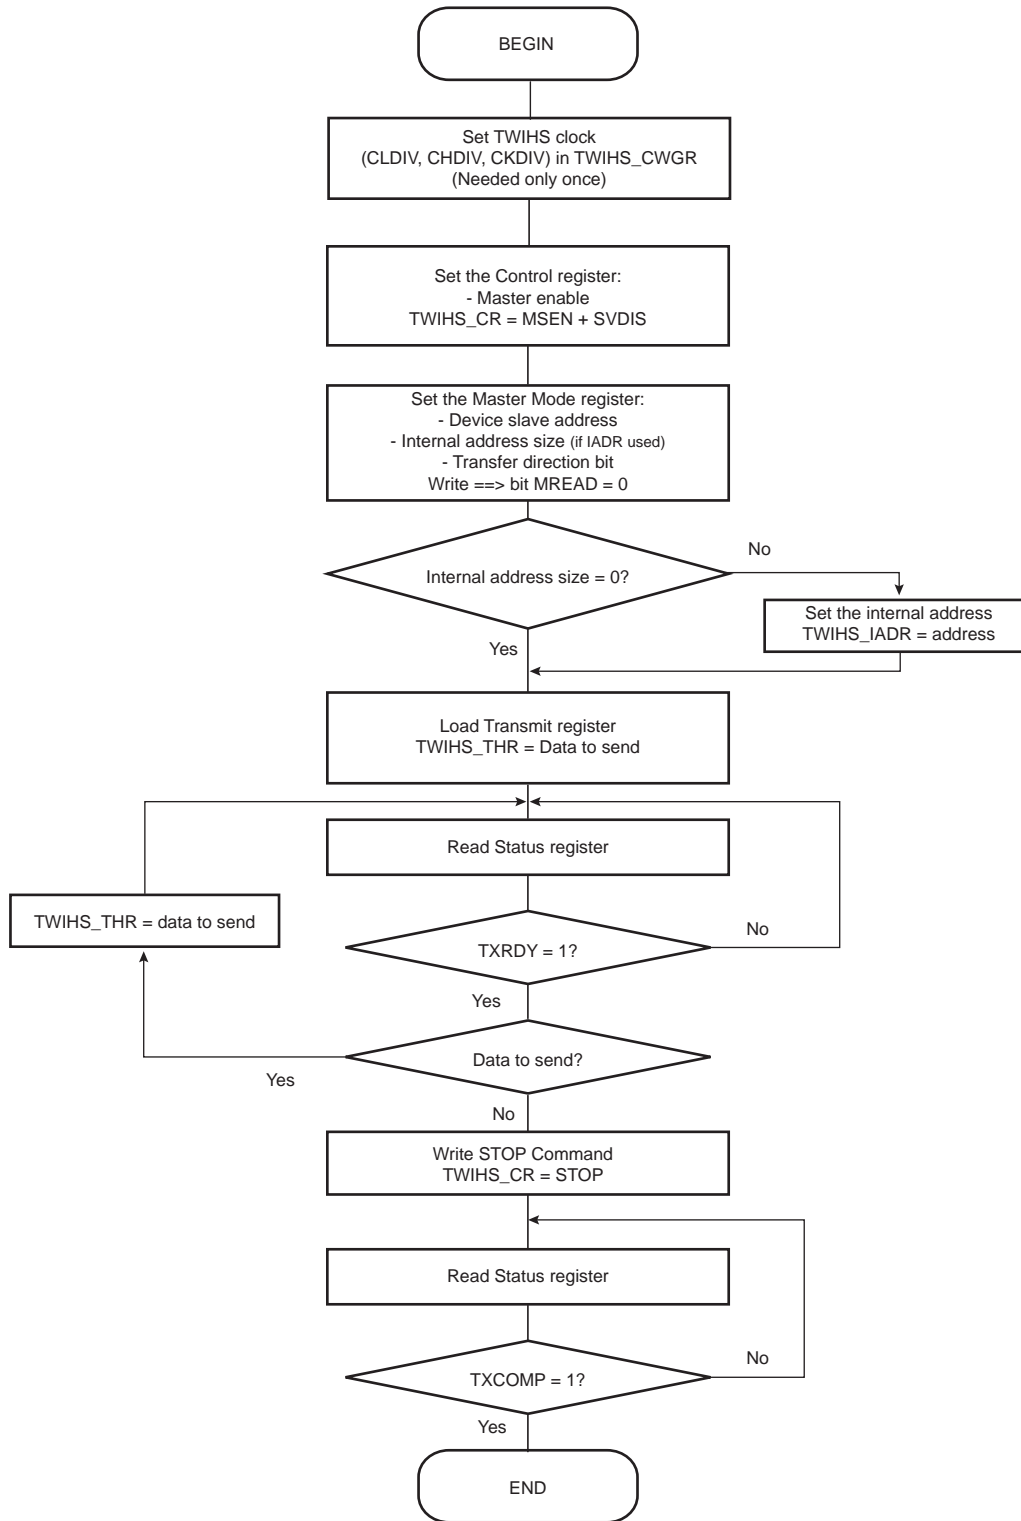 BEGIN
Set TWIHS clock
(CLDIV, CHDIV, CKDIV) in TWIHS_CWGR
(Needed only once)
Set the Control register:
- Master enable
TWIHS_CR = MSEN + SVDIS
Set the Master Mode register:
- Device slave address
- Internal address size (if IADR used)
- Transfer direction bit
Write ==> bit MREAD = 0
No
Internal address size = 0?
Set the internal address
TWIHS_IADR = address
Yes
Load Transmit register
TWIHS_THR = Data to send
Read Status register
TWIHS_THR = data to send
No
TXRDY = 1?
Yes
Data to send?
Yes
No
Write STOP Command
TWIHS_CR = STOP
Read Status register
No
TXCOMP = 1?
Yes
END